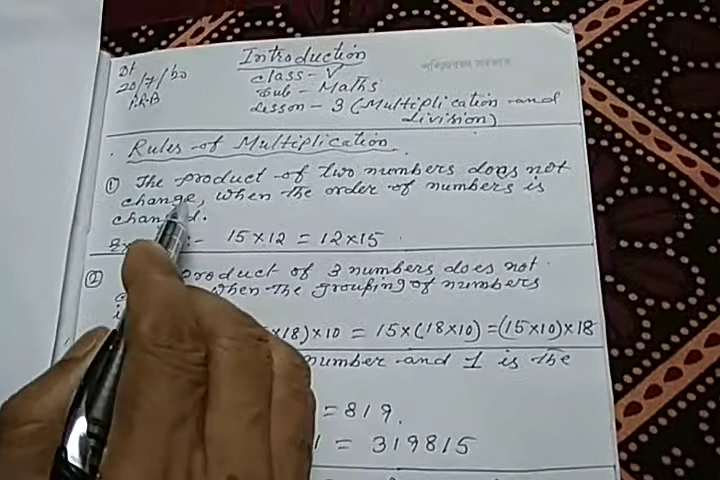 Introduction
Dt
20/7/20
P.R.B
Class - V
Sub - Maths
Lesson - 3 (Multiplication and
division)
Rules of Multiplication
① The product of two numbers does not
change, when the order of numbers is
:- 15×12 = 12×15
② product of 3 numbers does not
when the grouping of numbers
×18)×10 = 15×(18×10) = (15×10)×18
number and 1 is the
= 819.
1 = 319815